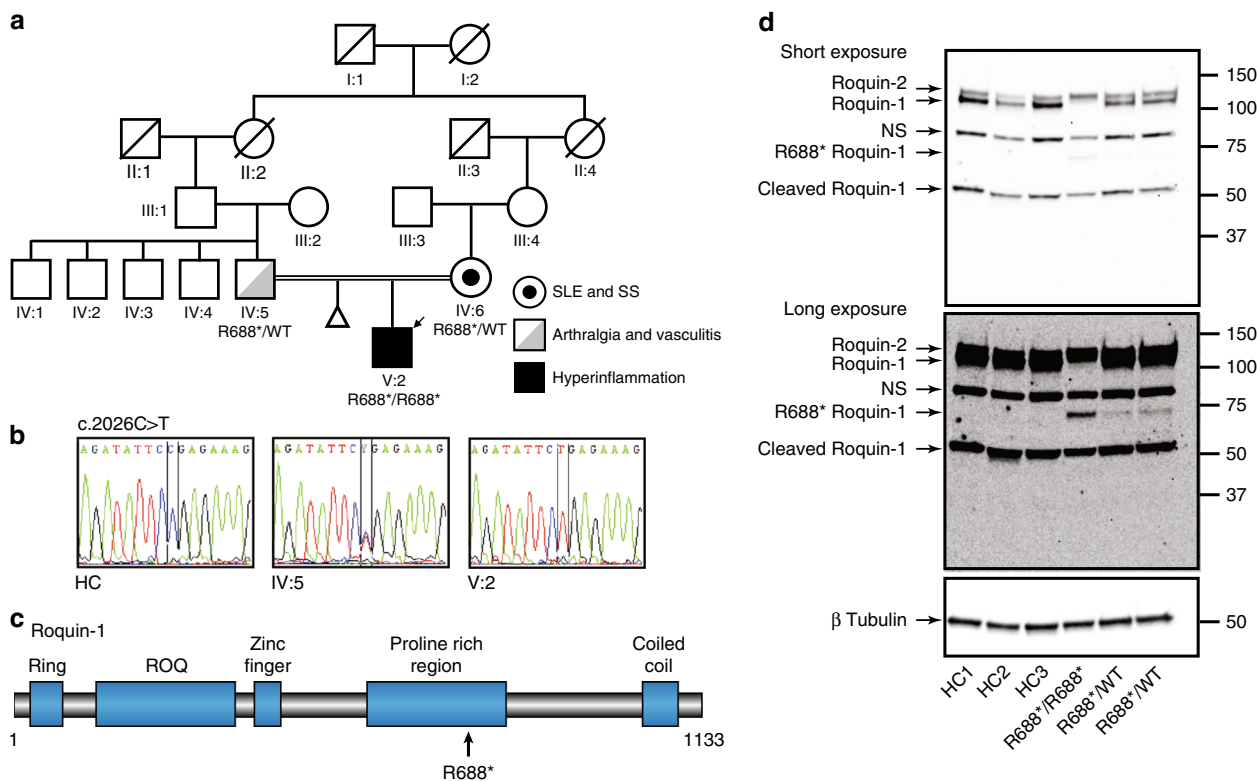 a
I:1
I:2
II:1
II:2
II:3
II:4
III:1
III:2
III:3
III:4
IV:1
IV:2
IV:3
IV:4
IV:5
R688*/WT
IV:6
R688*/WT
V:2
R688*/R688*
SLE and SS
Arthralgia and vasculitis
Hyperinflammation
b
c.2026C>T
AGATATTCCGAGAAAG
AGATATTCYGAGAAAG
AGATATTCTGAGAAAG
HC
IV:5
V:2
c
Roquin-1
Ring
ROQ
Zinc
finger
Proline rich
region
Coiled
coil
1
1133
R688*
d
Short exposure
Roquin-2
Roquin-1
NS
R688* Roquin-1
Cleaved Roquin-1
150
100
75
50
37
Long exposure
Roquin-2
Roquin-1
NS
R688* Roquin-1
Cleaved Roquin-1
150
100
75
50
37
β Tubulin
50
HC1
HC2
HC3
R688*/R688*
R688*/WT
R688*/WT